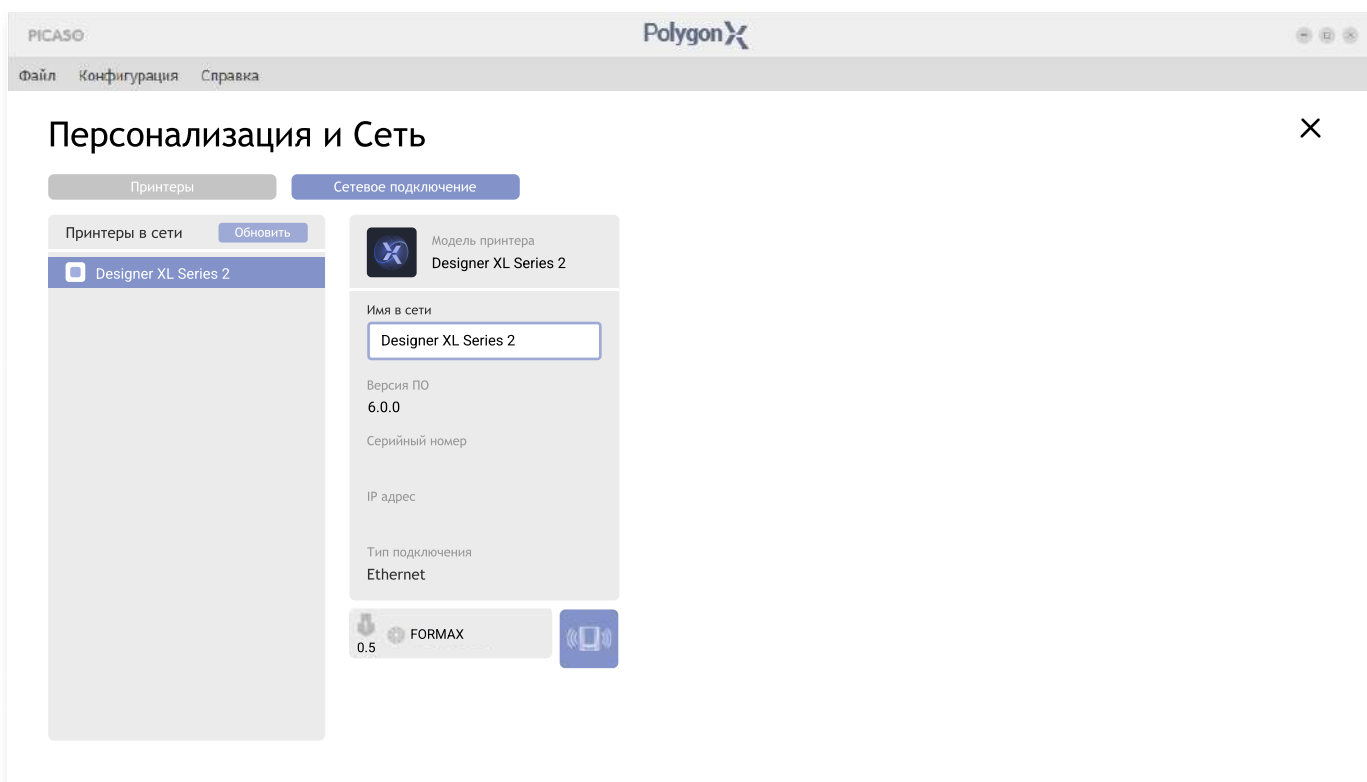 PICASO
PolygonX
Файл Конфигурация Справка
Персонализация и Сеть
Принтеры Сетевое подключение
Принтеры в сети Обновить
Designer XL Series 2
Модель принтера
Designer XL Series 2
Имя в сети
Designer XL Series 2
Версия ПО
6.0.0
Серийный номер
IP адрес
Тип подключения
Ethernet
0.5
FORMAX